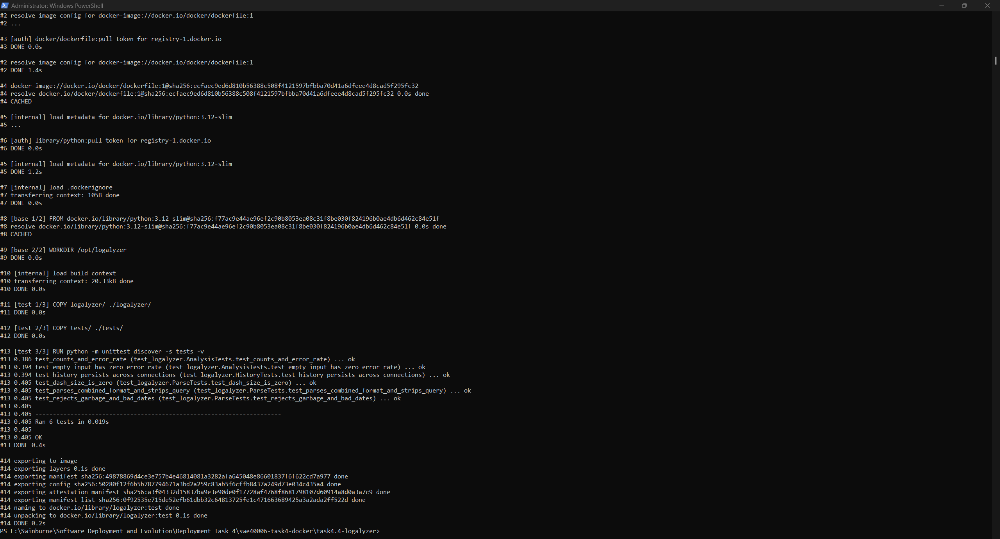 Administrator: Windows PowerShell
#2 resolve image config for docker-image://docker.io/docker/dockerfile:1
#2 ...
#3 [auth] docker/dockerfile:pull token for registry-1.docker.io
#3 DONE 0.0s
#2 resolve image config for docker-image://docker.io/docker/dockerfile:1
#2 DONE 1.4s
#4 docker-image://docker.io/docker/dockerfile:1@sha256:ecfaec9ed6d810b56388c508f4121597bfbba70d41a6dfeee4d8cad5f295fc32
#4 resolve docker.io/docker/dockerfile:1@sha256:ecfaec9ed6d810b56388c508f4121597bfbba70d41a6dfeee4d8cad5f295fc32 0.0s done
#4 CACHED
#5 [internal] load metadata for docker.io/library/python:3.12-slim
#5 ...
#6 [auth] library/python:pull token for registry-1.docker.io
#6 DONE 0.0s
#5 [internal] load metadata for docker.io/library/python:3.12-slim
#5 DONE 1.2s
#7 [internal] load .dockerignore
#7 transferring context: 105B done
#7 DONE 0.0s
#8 [base 1/2] FROM docker.io/library/python:3.12-slim@sha256:f77ac9e44ae96ef2c90b8053ea08c31f8be030f824196b0ae4db6d462c84e51f
#8 resolve docker.io/library/python:3.12-slim@sha256:f77ac9e44ae96ef2c90b8053ea08c31f8be030f824196b0ae4db6d462c84e51f 0.0s done
#8 CACHED
#9 [base 2/2] WORKDIR /opt/logalyzer
#9 DONE 0.0s
#10 [internal] load build context
#10 transferring context: 20.33kB done
#10 DONE 0.0s
#11 [test 1/3] COPY logalyzer/ ./logalyzer/
#11 DONE 0.0s
#12 [test 2/3] COPY tests/ ./tests/
#12 DONE 0.0s
#13 [test 3/3] RUN python -m unittest discover -s tests -v
#13 0.386 test_counts_and_error_rate (test_logalyzer.AnalysisTests.test_counts_and_error_rate) ... ok
#13 0.394 test_empty_input_has_zero_error_rate (test_logalyzer.AnalysisTests.test_empty_input_has_zero_error_rate) ... ok
#13 0.394 test_history_persists_across_connections (test_logalyzer.HistoryTests.test_history_persists_across_connections) ... ok
#13 0.405 test_dash_size_is_zero (test_logalyzer.ParseTests.test_dash_size_is_zero) ... ok
#13 0.405 test_parses_combined_format_and_strips_query (test_logalyzer.ParseTests.test_parses_combined_format_and_strips_query) ... ok
#13 0.405 test_rejects_garbage_and_bad_dates (test_logalyzer.ParseTests.test_rejects_garbage_and_bad_dates) ... ok
#13 0.405
#13 0.405 ----------------------------------------------------------------------
#13 0.405 Ran 6 tests in 0.019s
#13 0.405
#13 0.405 OK
#13 DONE 0.4s
#14 exporting to image
#14 exporting layers 0.1s done
#14 exporting manifest sha256:49878869d4ce3e757b4e46814081a3282afa645048e86601837f6f622cd7a977 done
#14 exporting config sha256:50280f12f6b5b787794671a3bd2a259c83ab5f6cffb8437a249d73e034c435a4 done
#14 exporting attestation manifest sha256:a3f04332d15837ba9e3e90de0f17728af4768f8681798107d60914a8d0a3a7c9 done
#14 exporting manifest list sha256:0f92535e715de52efb61dbb32c64813725fe1c471663689425a3a2ada2ff522d done
#14 naming to docker.io/library/logalyzer:test done
#14 unpacking to docker.io/library/logalyzer:test 0.1s done
#14 DONE 0.2s
PS E:\Swinburne\Software Deployment and Evolution\Deployment Task 4\swe40006-task4-docker\task4.4-logalyzer>